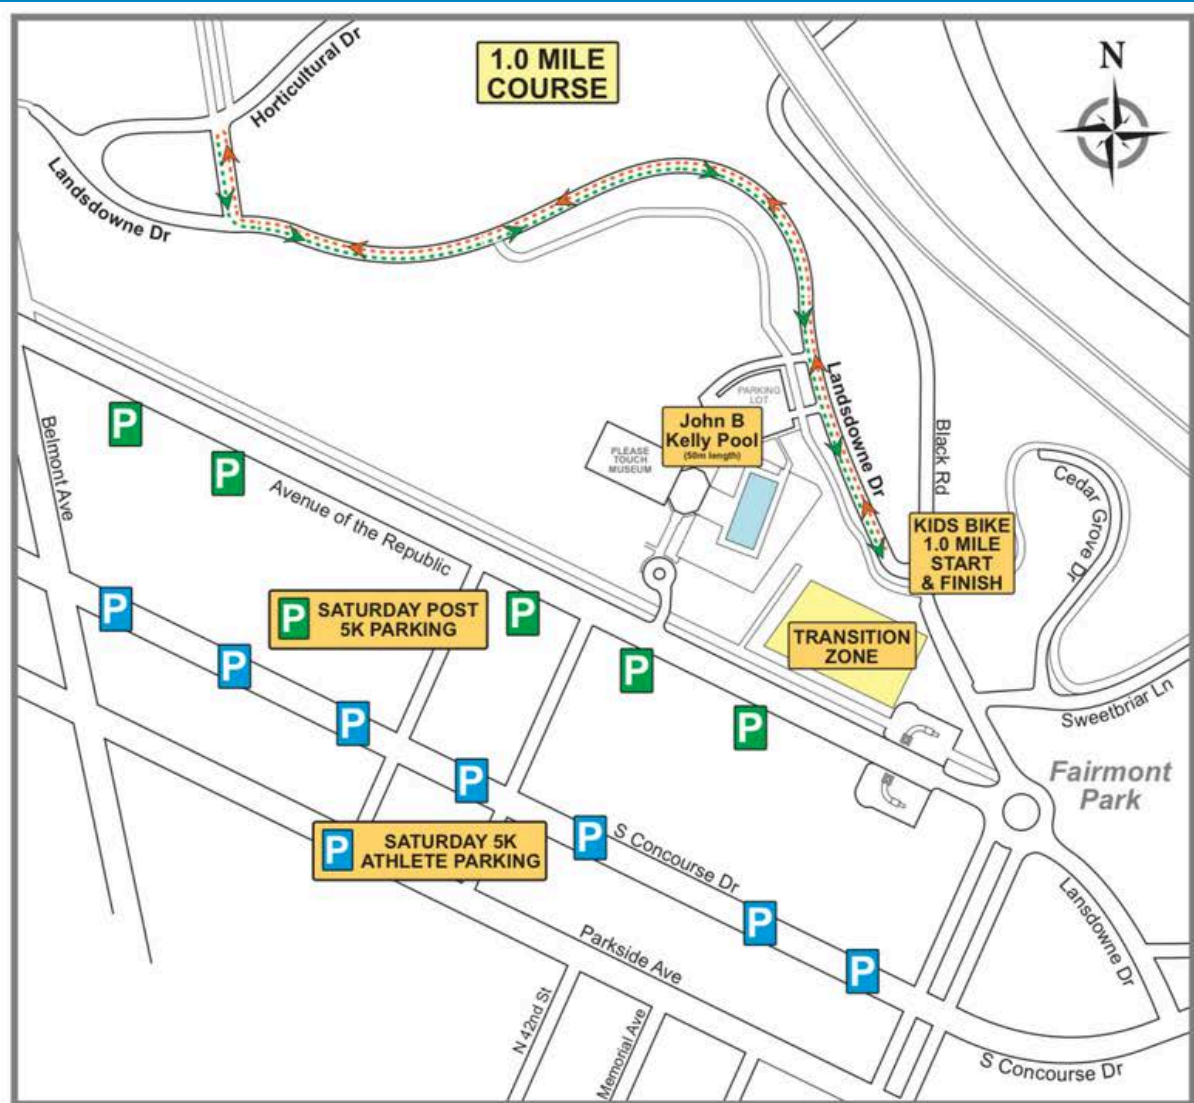 1.0 MILE
COURSE
N
Horticultural Dr
Landsdowne Dr
Landsdowne Dr
PARKING
LOT
John B
Kelly Pool
(50m length)
PLEASE
TOUCH
MUSEUM
Black Rd
Cedar Grove Dr
KIDS BIKE
1.0 MILE
START
& FINISH
Belmont Ave
P
P
Avenue of the Republic
P
P SATURDAY POST
5K PARKING
P
TRANSITION
ZONE
P
P
P
P
Sweetbriar Ln
Fairmont
Park
P
P SATURDAY 5K
ATHLETE PARKING
P
S Concourse Dr
P
P
Parkside Ave
Lansdowne Dr
N 42nd St
Memorial Ave
S Concourse Dr